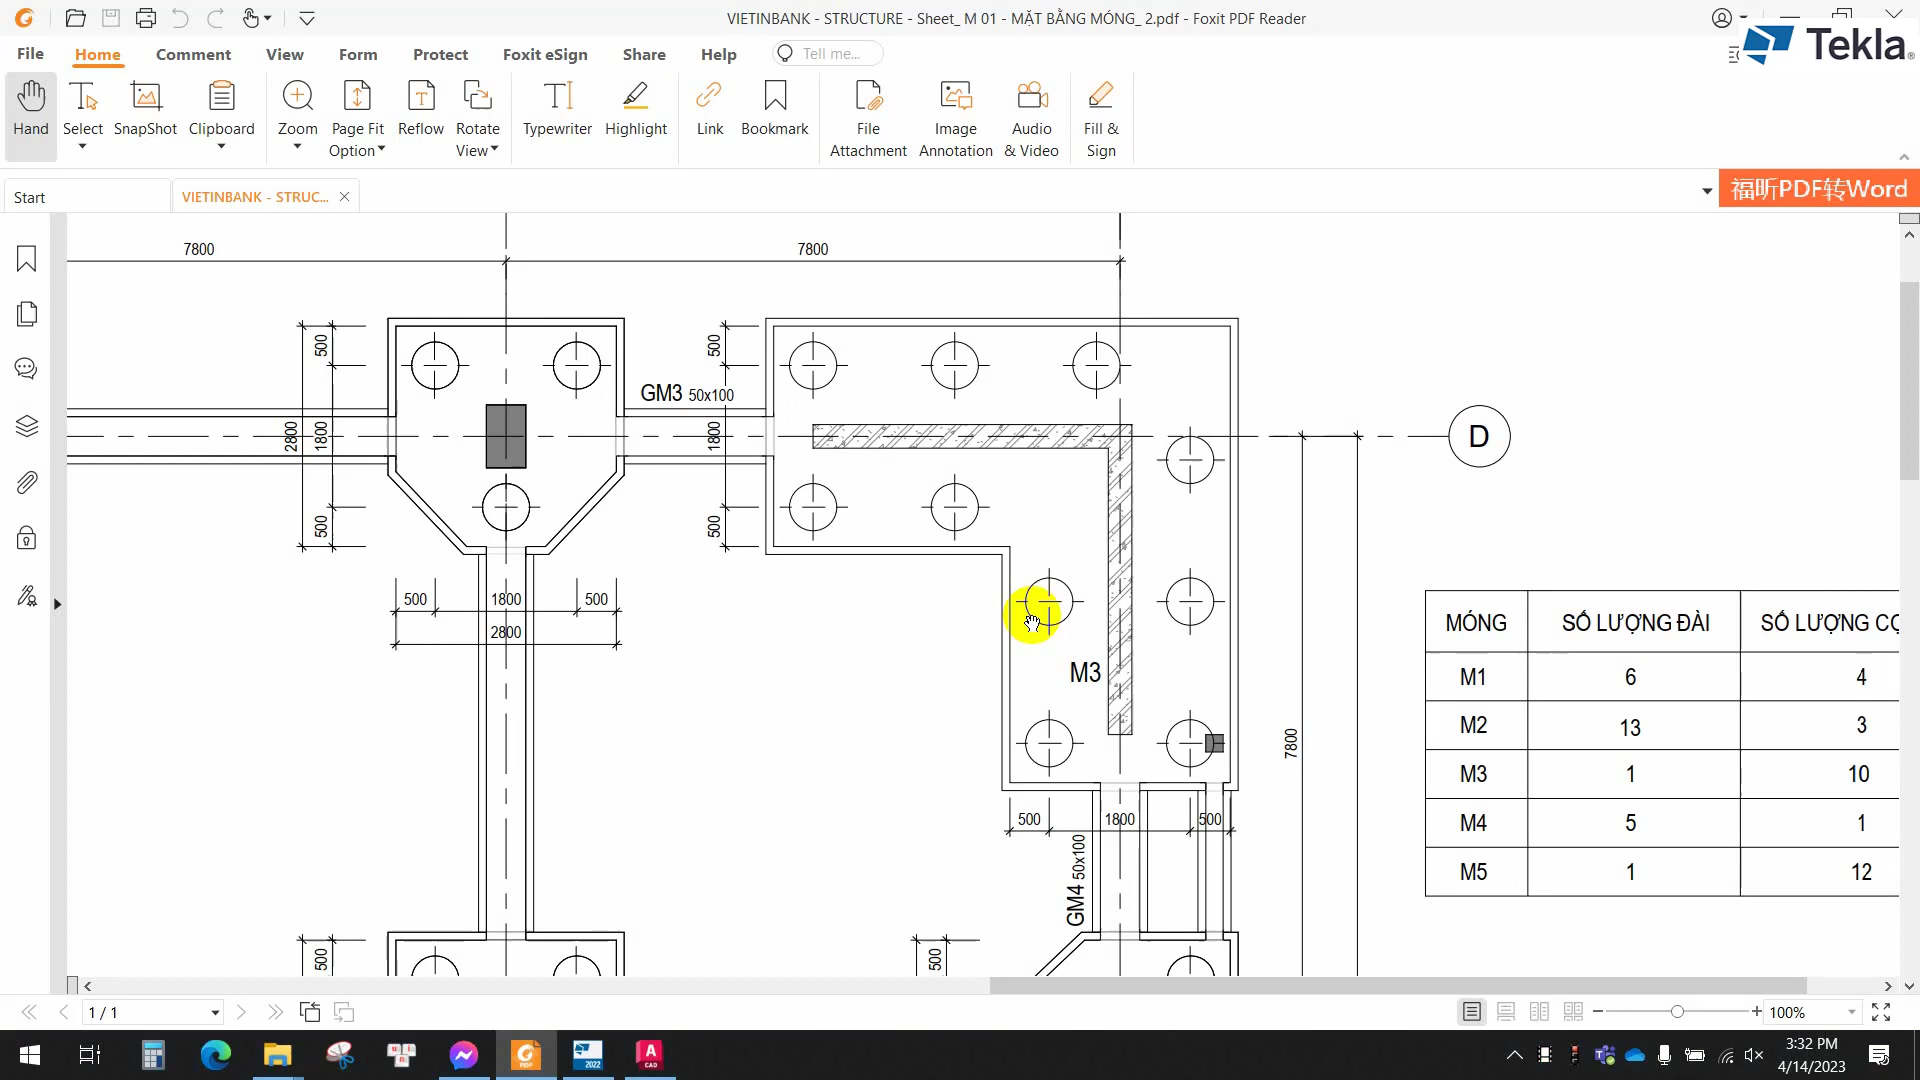 VIETINBANK - STRUCTURE - Sheet_ M 01 - MẶT BẰNG MÓNG_ 2.pdf - Foxit PDF Reader
File Home Comment View Form Protect Foxit eSign Share Help Tell me...
Tekla®
Hand Select SnapShot Clipboard Zoom Page Fit Option Reflow Rotate View Typewriter Highlight Link Bookmark File Attachment Image Annotation Audio & Video Fill & Sign
Start VIETINBANK - STRUC...
福昕PDF转Word
7800 7800
500 500
GM3 50x100
2800 1800 1800
D
500 500
500 1800 500
2800
M3
7800
MÓNG SỐ LƯỢNG ĐÀI SỐ LƯỢNG CỌ
M1 6 4
M2 13 3
M3 1 10
M4 5 1
M5 1 12
500 1800 500
GM4 50x100
500 500
1 / 1 100%
2022
PDF
A CAD
3:32 PM
4/14/2023